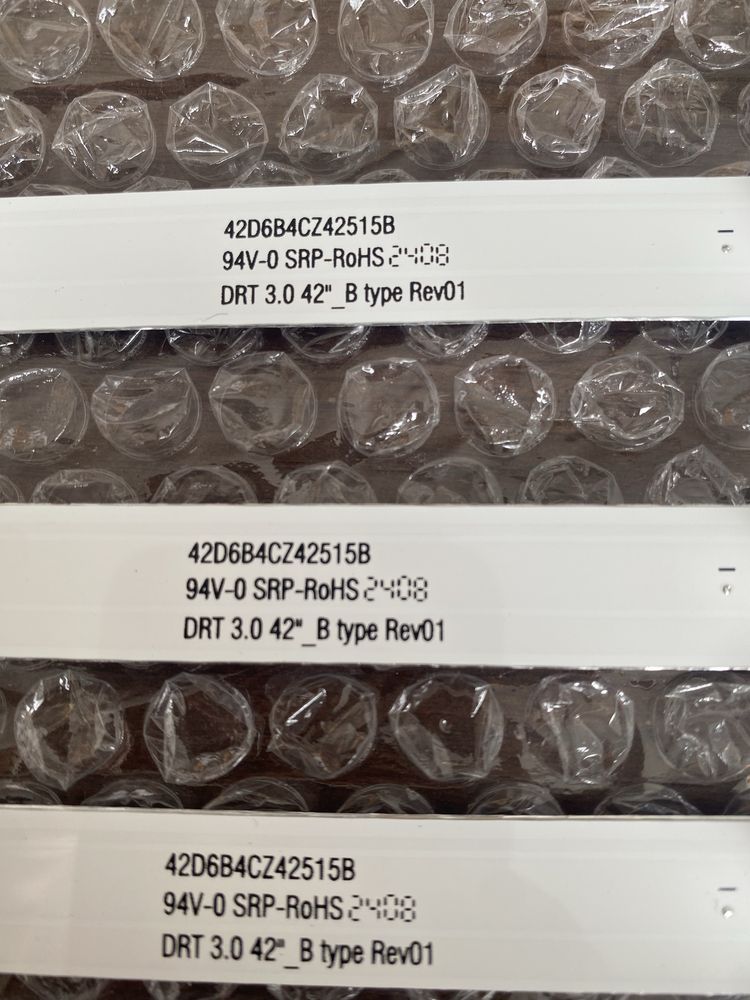 42D6B4CZ42515B
94V-0 SRP-RoHS 2408
DRT 3.0 42"_B type Rev01
42D6B4CZ42515B
94V-0 SRP-RoHS 2408
DRT 3.0 42"_B type Rev01
42D6B4CZ42515B
94V-0 SRP-RoHS 2408
DRT 3.0 42"_B type Rev01